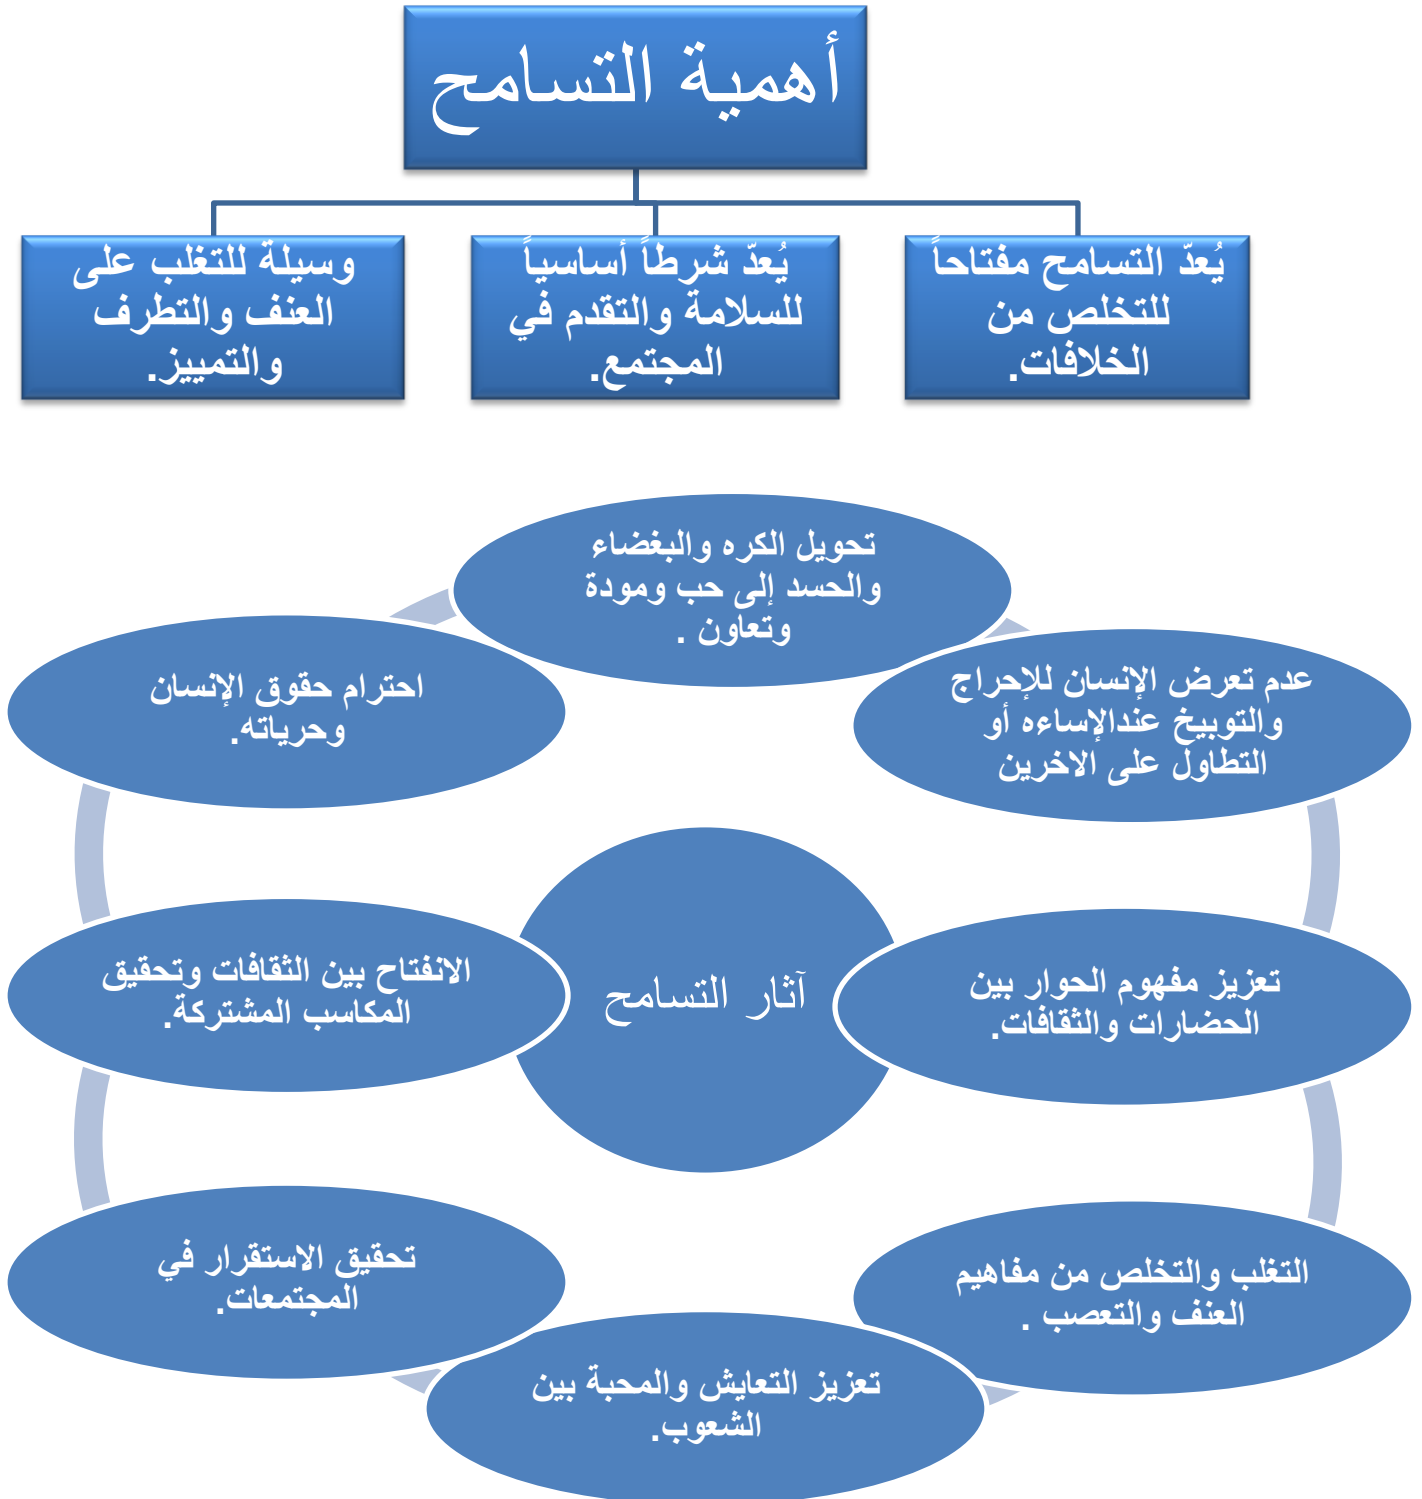 أهمية التسامح
يُعدّ التسامح مفتاحاً
للتخلص من
الخلافات.
يُعدّ شرطاً أساسياً
للسلامة والتقدم في
المجتمع.
وسيلة للتغلب على
العنف والتطرف
والتمييز.
تحويل الكره والبغضاء
والحسد إلى حب ومودة
وتعاون .
عدم تعرض الإنسان للإحراج
والتوبيخ عندالإساءه أو
التطاول على الاخرين
تعزيز مفهوم الحوار بين
الحضارات والثقافات.
التغلب والتخلص من مفاهيم
العنف والتعصب .
تعزيز التعايش والمحبة بين
الشعوب.
تحقيق الاستقرار في
المجتمعات.
الانفتاح بين الثقافات وتحقيق
المكاسب المشتركة.
احترام حقوق الإنسان
وحرياته.
آثار التسامح